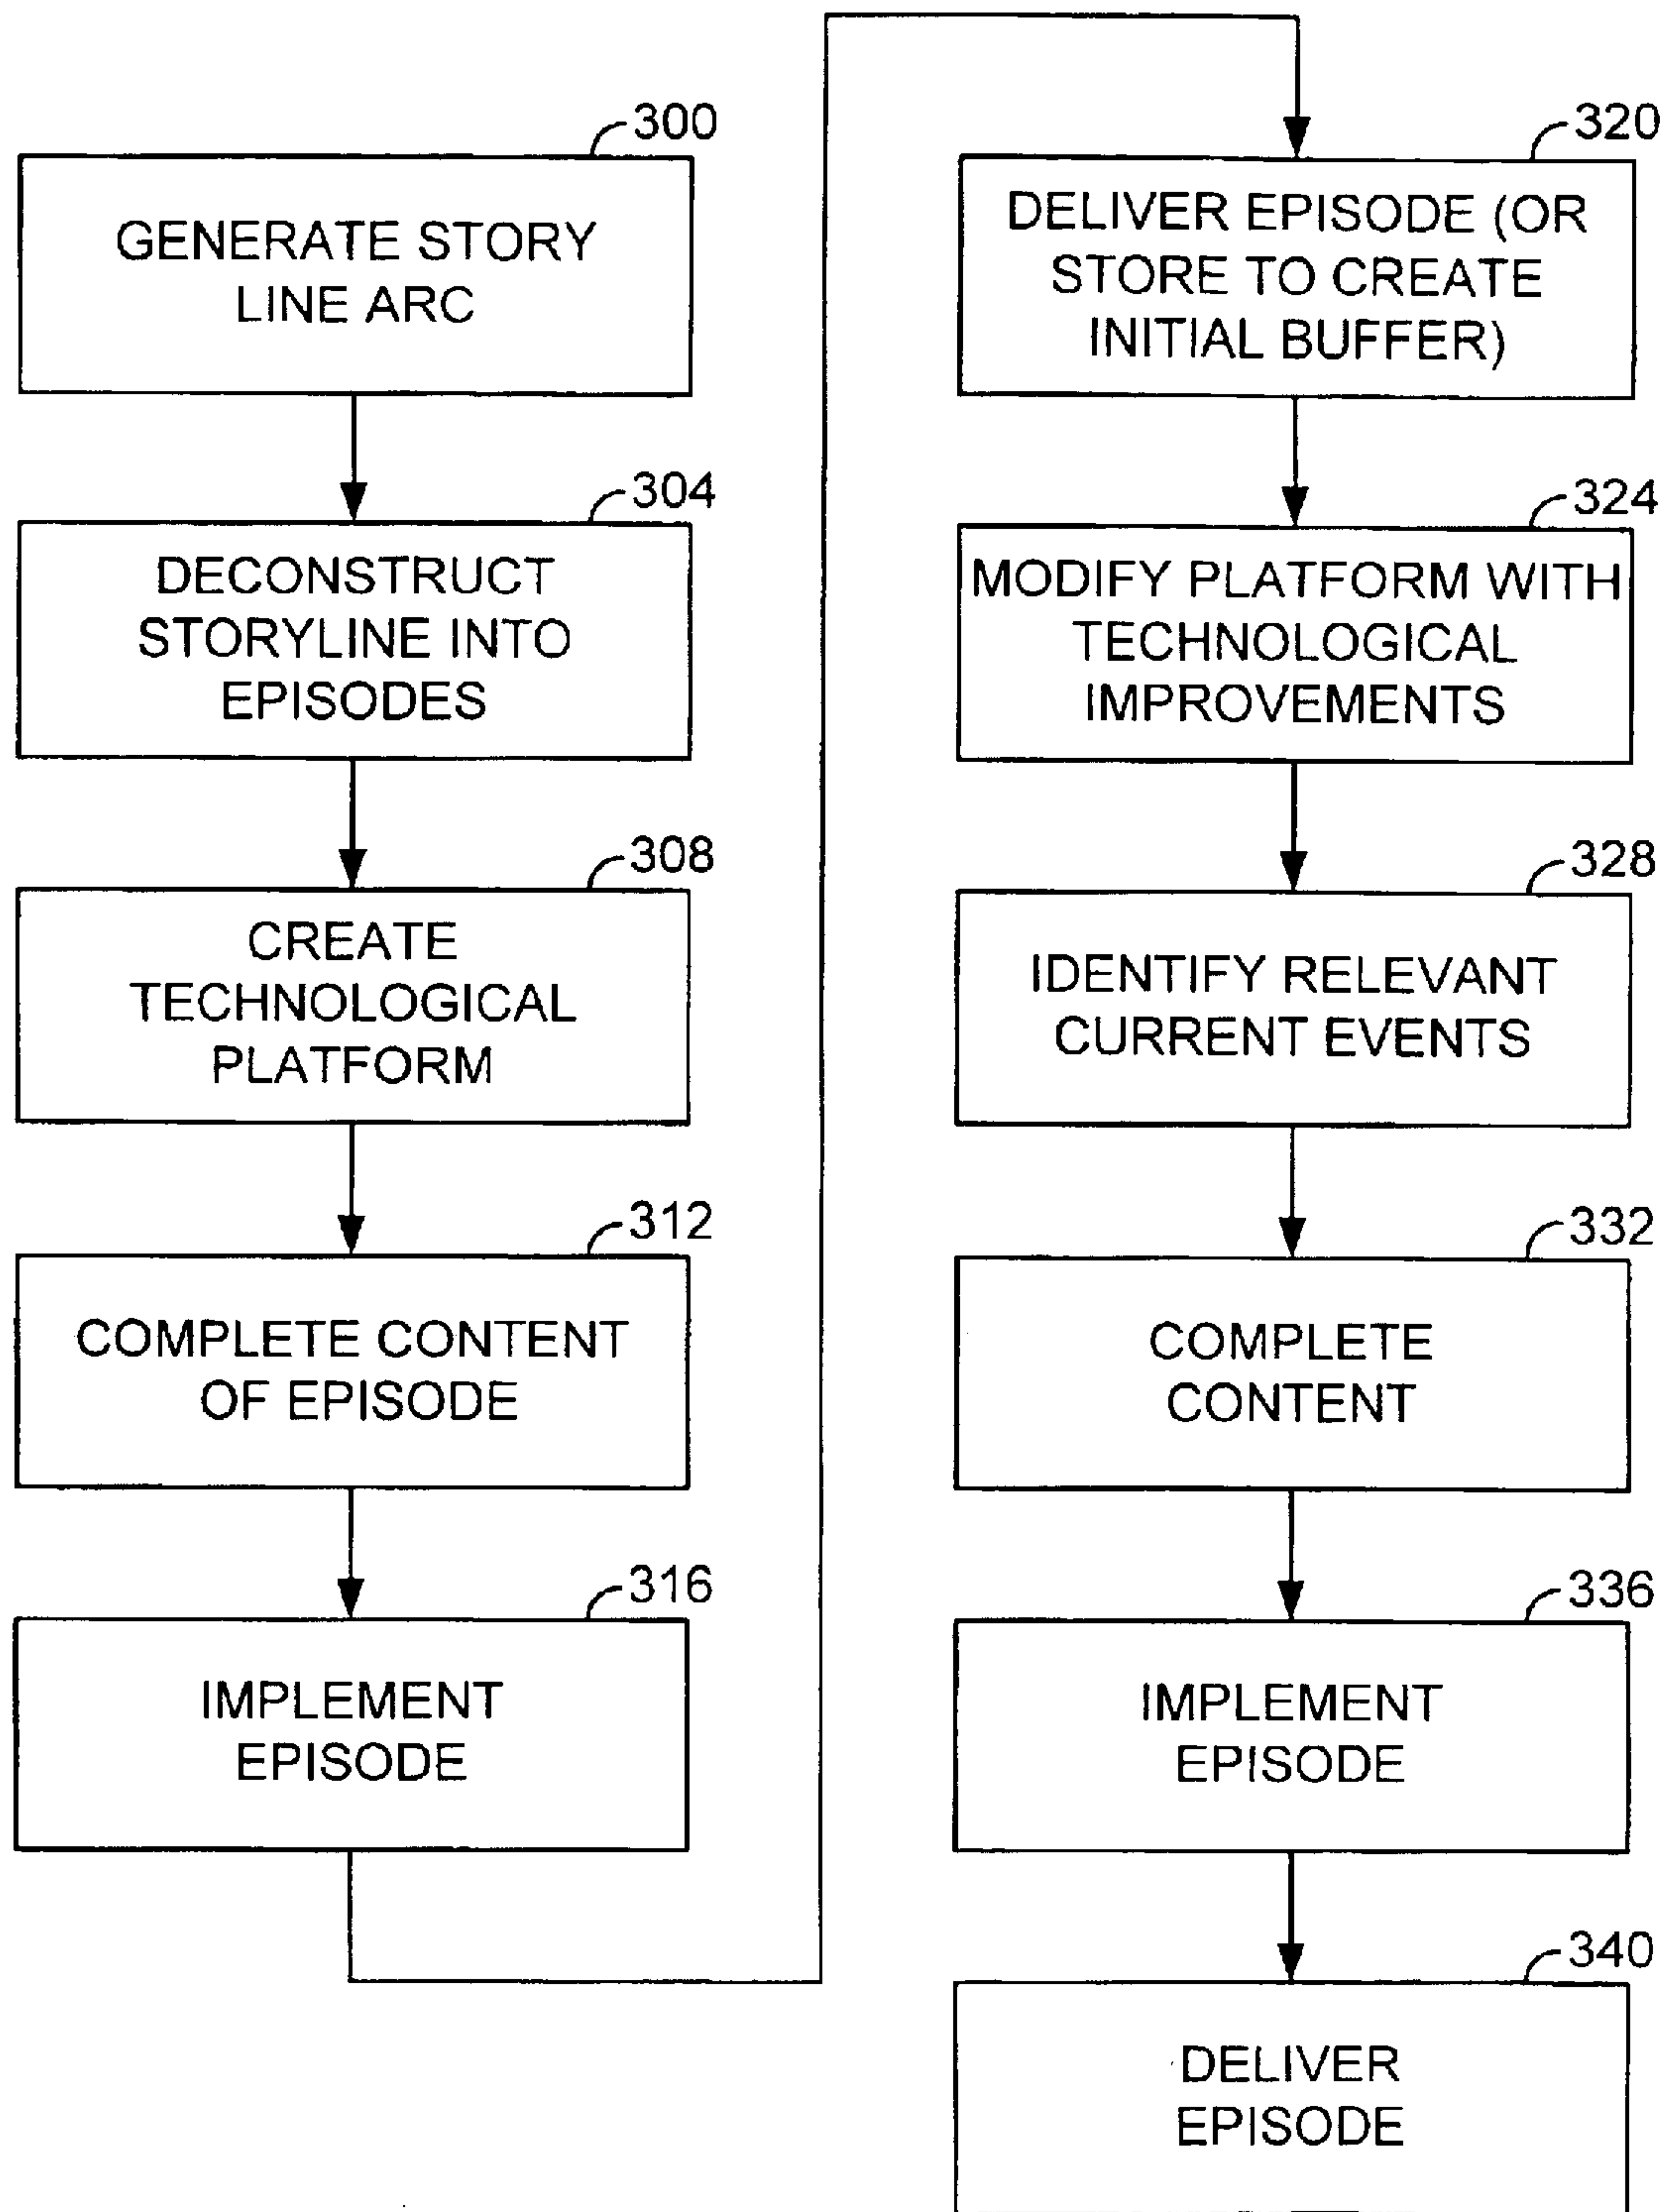 300
GENERATE STORY
LINE ARC
304
DECONSTRUCT
STORYLINE INTO
EPISODES
308
CREATE
TECHNOLOGICAL
PLATFORM
312
COMPLETE CONTENT
OF EPISODE
316
IMPLEMENT
EPISODE
320
DELIVER EPISODE (OR
STORE TO CREATE
INITIAL BUFFER)
324
MODIFY PLATFORM WITH
TECHNOLOGICAL
IMPROVEMENTS
328
IDENTIFY RELEVANT
CURRENT EVENTS
332
COMPLETE
CONTENT
336
IMPLEMENT
EPISODE
340
DELIVER
EPISODE